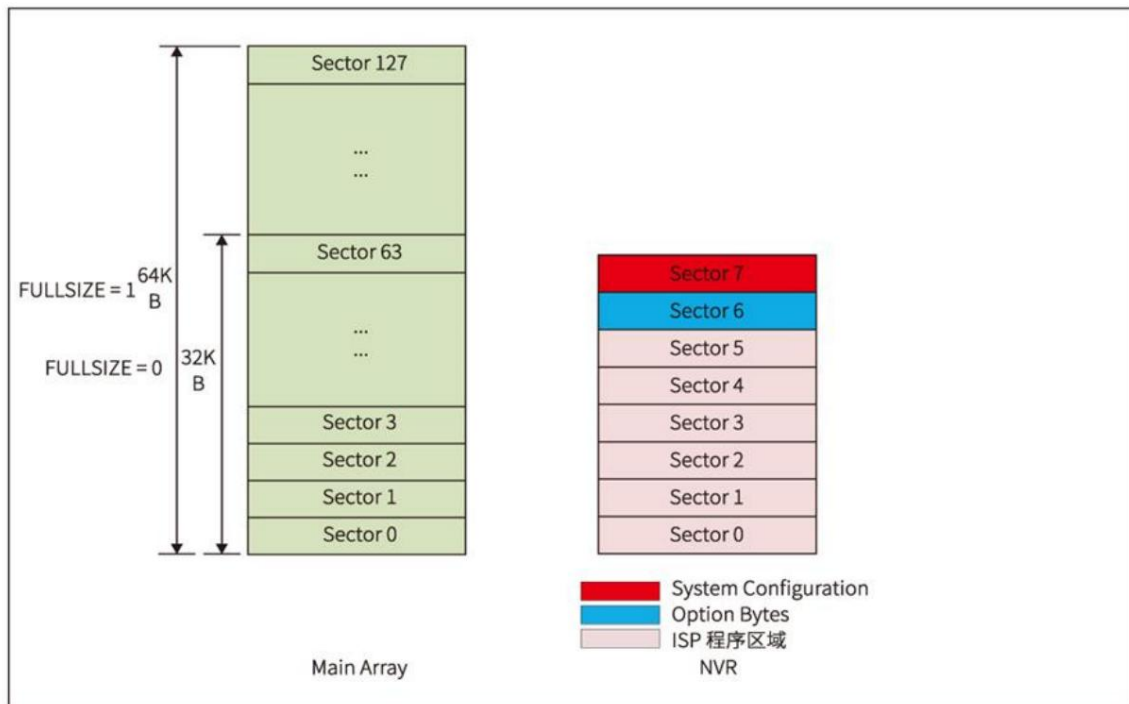 Sector 127
...
...
Sector 63
FULLSIZE = 1
64K
B
...
...
FULLSIZE = 0
32K
B
Sector 3
Sector 2
Sector 1
Sector 0
Sector 7
Sector 6
Sector 5
Sector 4
Sector 3
Sector 2
Sector 1
Sector 0
System Configuration
Option Bytes
ISP 程序区域
Main Array
NVR